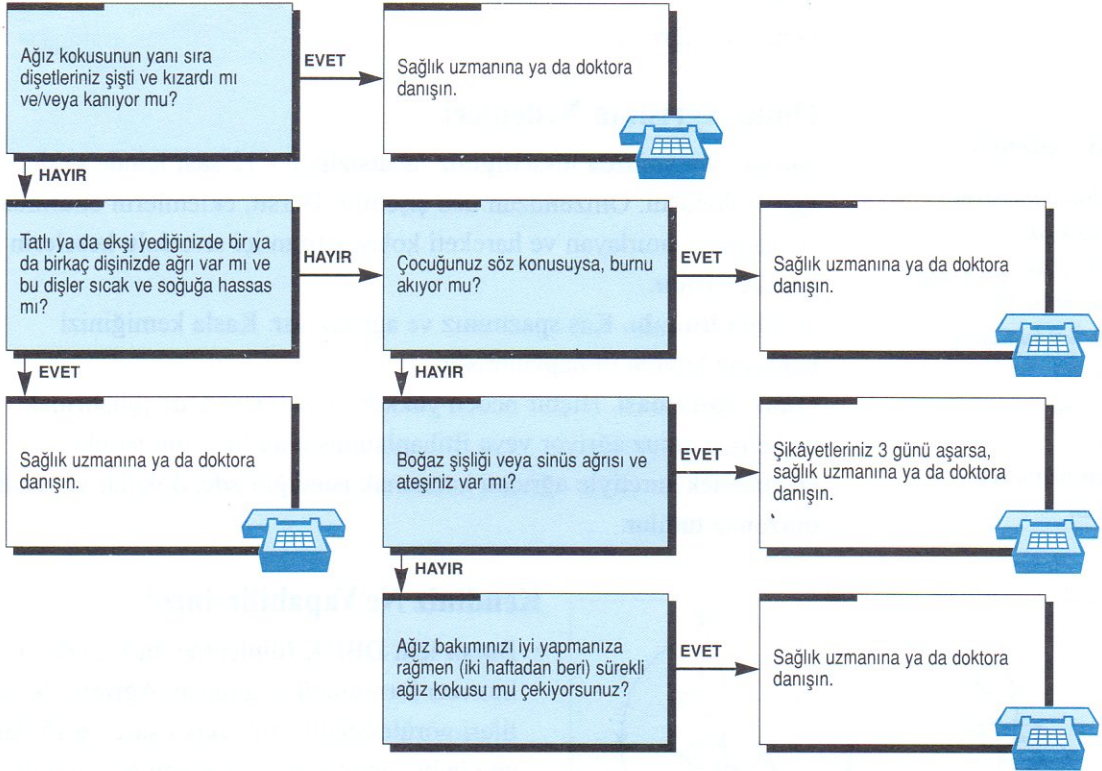 Ağız kokusunun yanı sıra
dişetleriniz şişti ve kızardı mı
ve/veya kanıyor mu?
EVET
Sağlık uzmanına ya da doktora
danışın.
HAYIR
Tatlı ya da ekşi yediğinizde bir ya
da birkaç dişinizde ağrı var mı ve
bu dişler sıcak ve soğuğa hassas
mı?
HAYIR
Çocuğunuz söz konusuysa, burnu
akıyor mu?
EVET
Sağlık uzmanına ya da doktora
danışın.
EVET
HAYIR
Sağlık uzmanına ya da doktora
danışın.
Boğaz şişliği veya sinüs ağrısı ve
ateşiniz var mı?
EVET
Şikâyetleriniz 3 günü aşarsa,
sağlık uzmanına ya da doktora
danışın.
HAYIR
Ağız bakımınızı iyi yapmanıza
rağmen (iki haftadan beri) sürekli
ağız kokusu mu çekiyorsunuz?
EVET
Sağlık uzmanına ya da doktora
danışın.